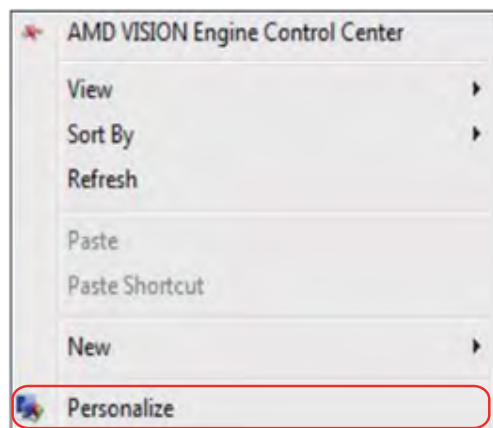 AMD VISION Engine Control Center
View
Sort By
Refresh
Paste
Paste Shortcut
New
Personalize